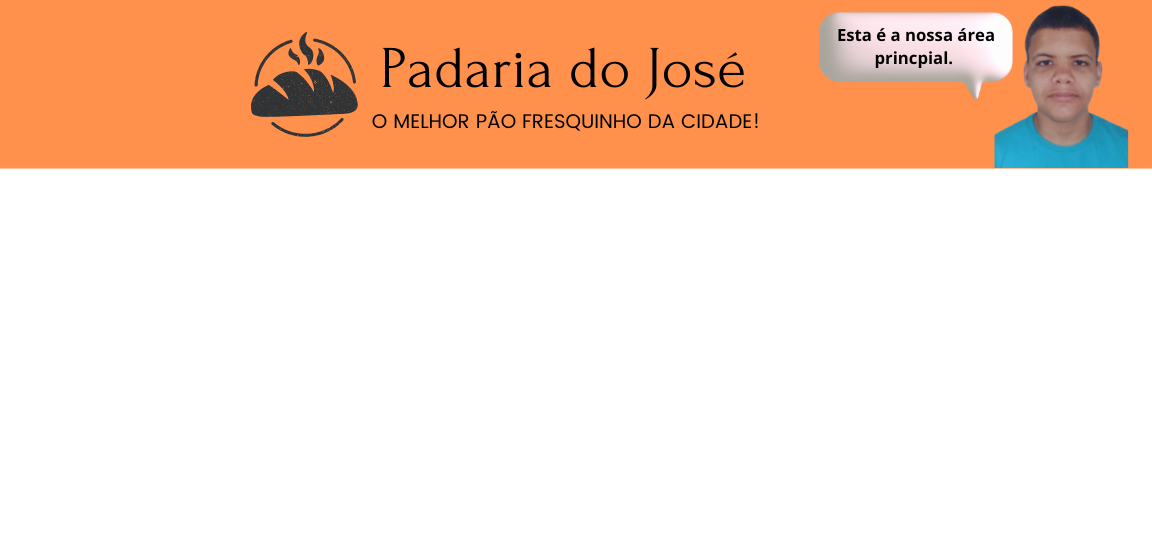 Padaria do José
O MELHOR PÃO FRESQUINHO DA CIDADE!
Esta é a nossa área
princpial.